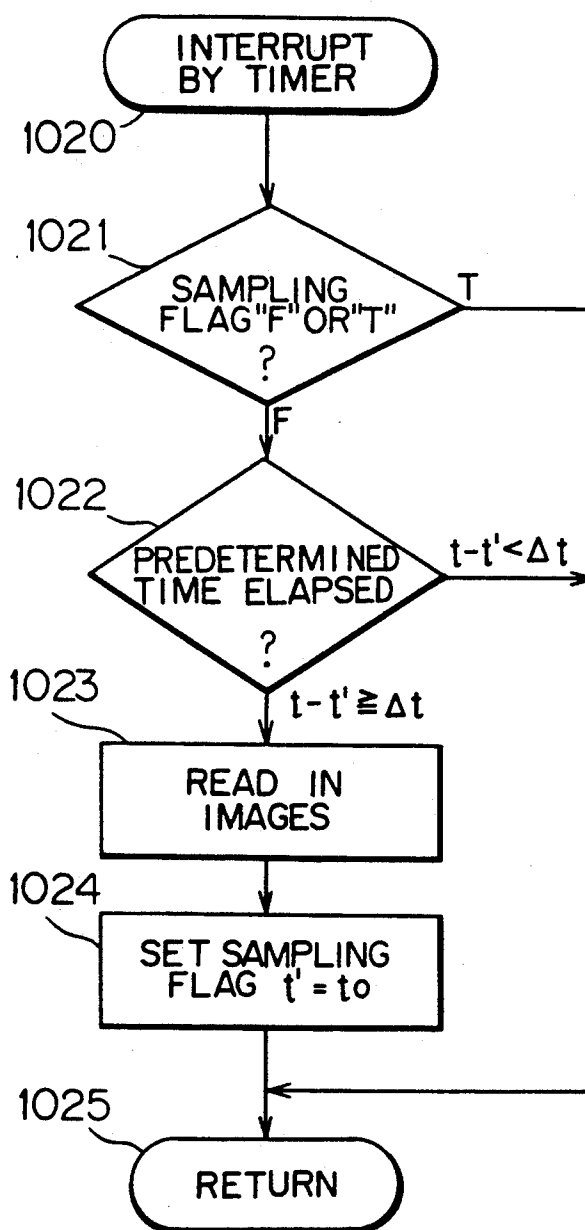 INTERRUPT
BY TIMER
1020
1021
SAMPLING
FLAG "F" OR "T"
?
T
F
1022
PREDETERMINED
TIME ELAPSED
?
t-t'<Δt
t-t'≧Δt
1023
READ IN
IMAGES
1024
SET SAMPLING
FLAG t'=to
1025
RETURN